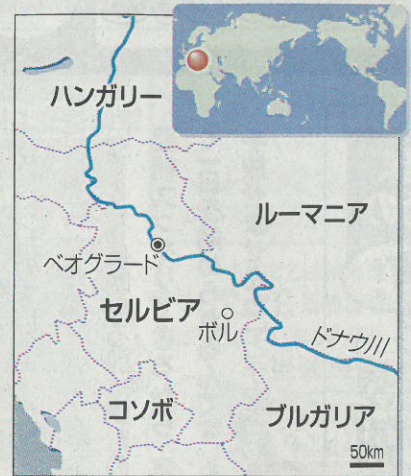 ハンガリー
ルーマニア
ベオグラード
セルビア
ボル
ドナウ川
コソボ
ブルガリア
50km